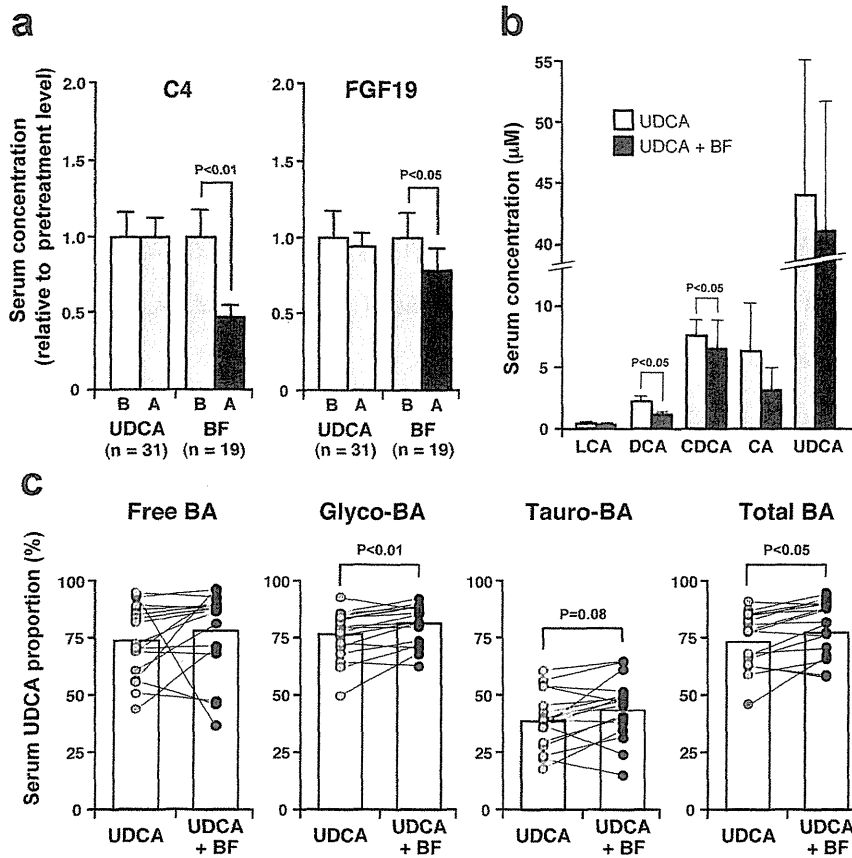 a
C4
FGF19
Serum concentration
(relative to pretreatment level)
2.0
1.5
1.0
0.5
0
P<0.01
B A B A
UDCA BF
(n = 31) (n = 19)
2.0
1.5
1.0
0.5
0
P<0.05
B A B A
UDCA BF
(n = 31) (n = 19)
b
Serum concentration (μM)
55
50
45
40
10
5
0
UDCA
UDCA + BF
P<0.05
P<0.05
LCA DCA CDCA CA UDCA
c
Serum UDCA proportion (%)
Free BA
100
75
50
25
0
UDCA UDCA
+ BF
Glyco-BA
P<0.01
100
75
50
25
0
UDCA UDCA
+ BF
Tauro-BA
P=0.08
100
75
50
25
0
UDCA UDCA
+ BF
Total BA
P<0.05
100
75
50
25
0
UDCA UDCA
+ BF